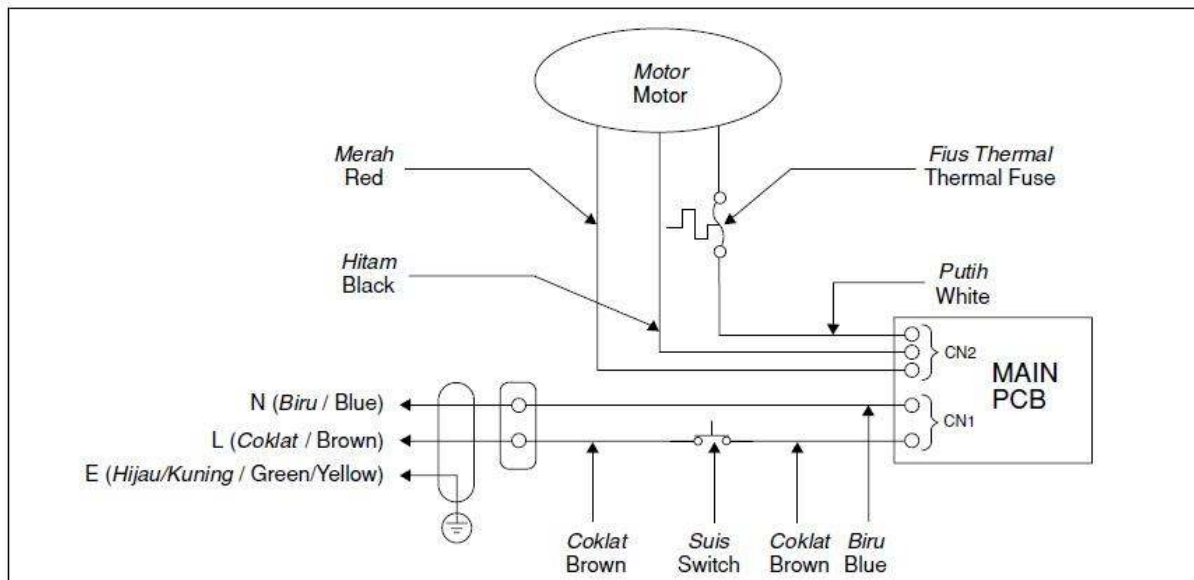 Motor
Motor
Merah
Red
Fius Thermal
Thermal Fuse
Hitam
Black
Putih
White
CN2
MAIN
PCB
CN1
N (Biru / Blue)
L (Coklat / Brown)
E (Hijau/Kuning / Green/Yellow)
Coklat
Brown
Suis
Switch
Coklat
Brown
Biru
Blue